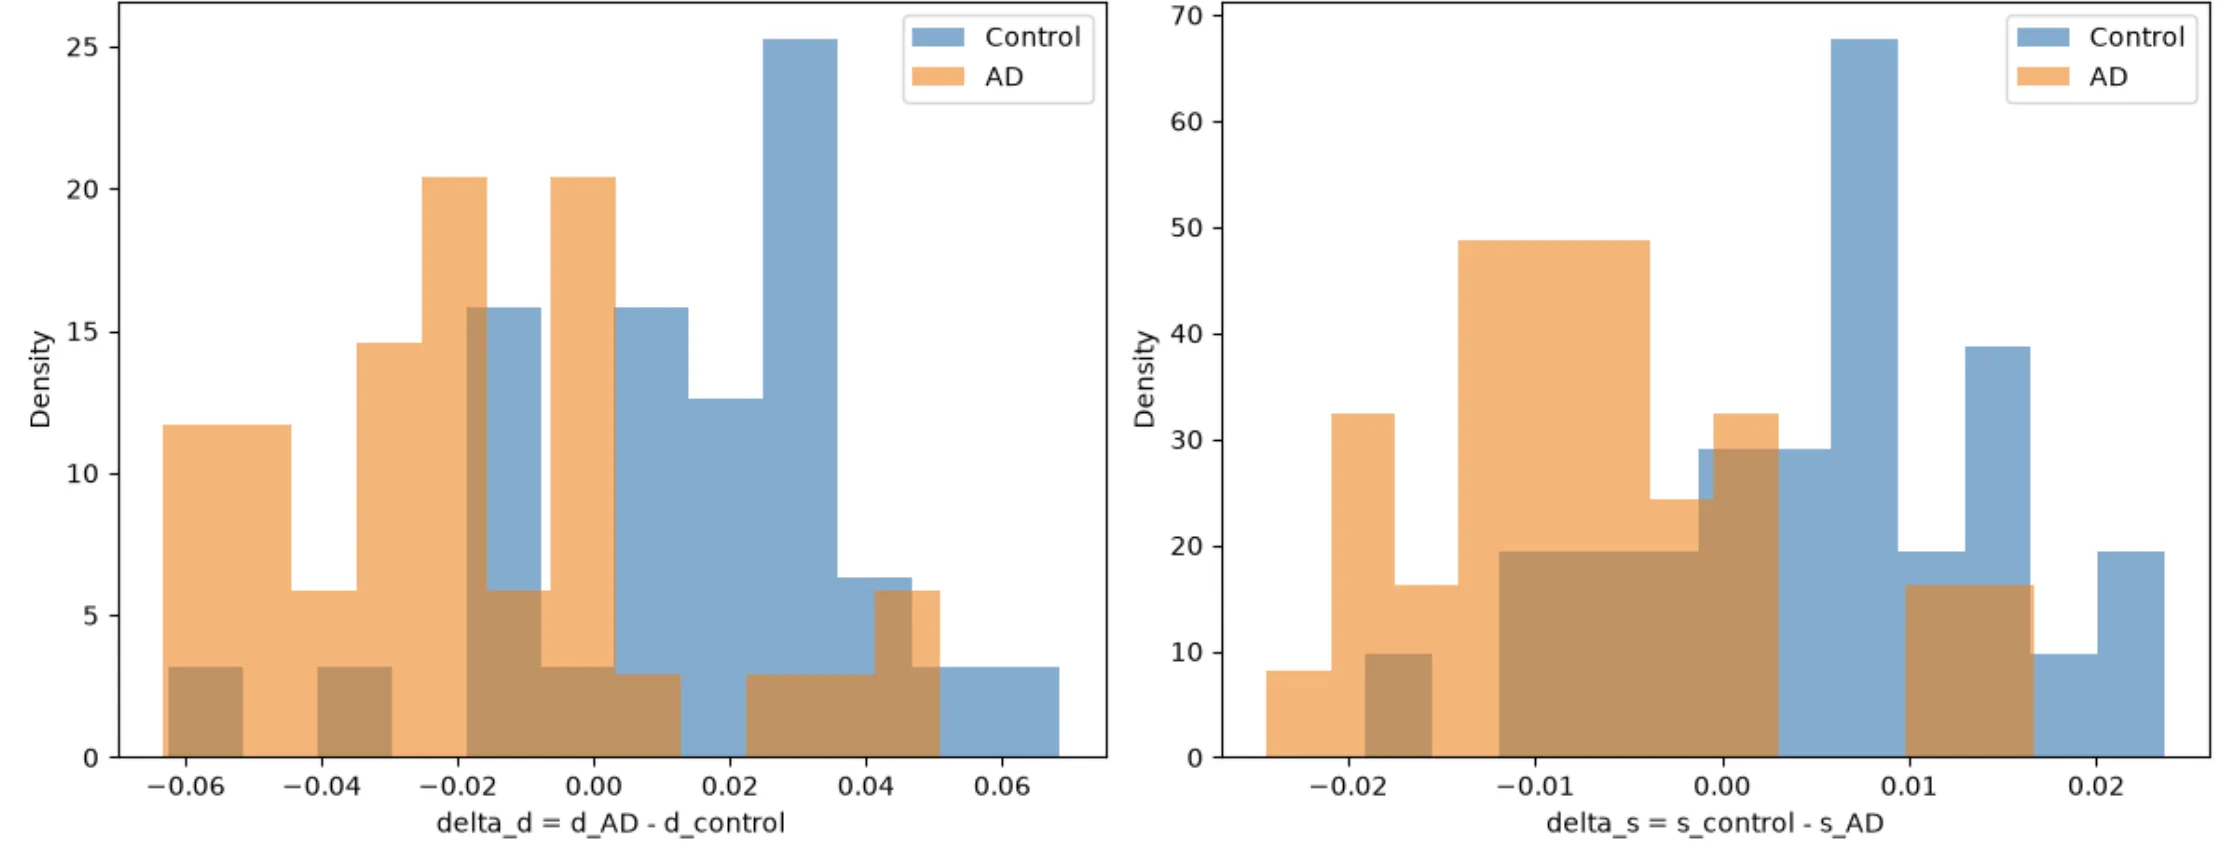 25
20
15
10
5
0
Density
−0.06 −0.04 −0.02 0.00 0.02 0.04 0.06
delta_d = d_AD - d_control
Control
AD
70
60
50
40
30
20
10
0
Density
−0.02 −0.01 0.00 0.01 0.02
delta_s = s_control - s_AD
Control
AD